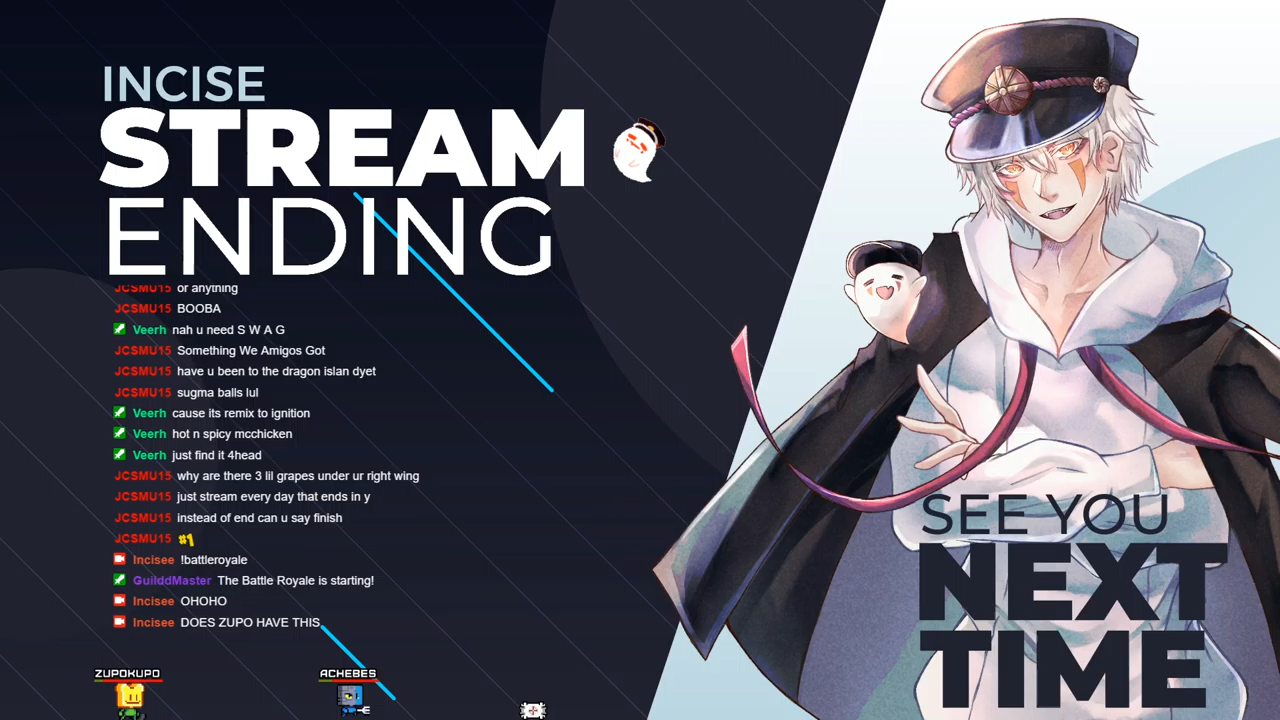 INCISE
STREAM
ENDING
JCSMU15 or anything
JCSMU15 BOOBA
Veerh nah u need S W A G
JCSMU15 Something We Amigos Got
JCSMU15 have u been to the dragon islan dyet
JCSMU15 sugma balls lul
Veerh cause its remix to ignition
Veerh hot n spicy mcchicken
Veerh just find it 4head
JCSMU15 why are there 3 lil grapes under ur right wing
JCSMU15 just stream every day that ends in y
JCSMU15 instead of end can u say finish
JCSMU15 #1
Incisee !battleroyale
GuilddMaster The Battle Royale is starting!
Incisee OHOHO
Incisee DOES ZUPO HAVE THIS
ZUPOKUPO
ACHEBES
SEE YOU
NEXT
TIME